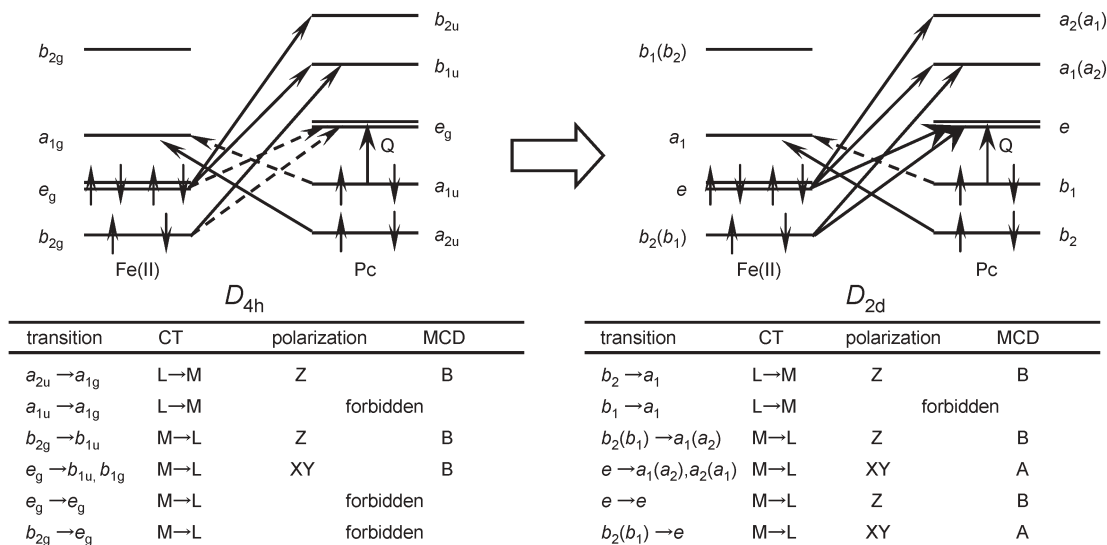 b2u
b2g
b1u
eg
a1g
Q
eg
a1u
b2g
a2u
Fe(II) Pc
D4h
a2(a1)
b1(b2)
a1(a2)
e
a1
Q
e
b1
b2(b1)
b2
Fe(II) Pc
D2d
transition CT polarization MCD
a2u →a1g L→M Z B
a1u →a1g L→M forbidden
b2g→b1u M→L Z B
eg →b1u, b1g M→L XY B
eg →eg M→L forbidden
b2g→eg M→L forbidden
transition CT polarization MCD
b2 →a1 L→M Z B
b1 →a1 L→M forbidden
b2(b1) →a1(a2) M→L Z B
e →a1(a2),a2(a1) M→L XY A
e →e M→L Z B
b2(b1) →e M→L XY A